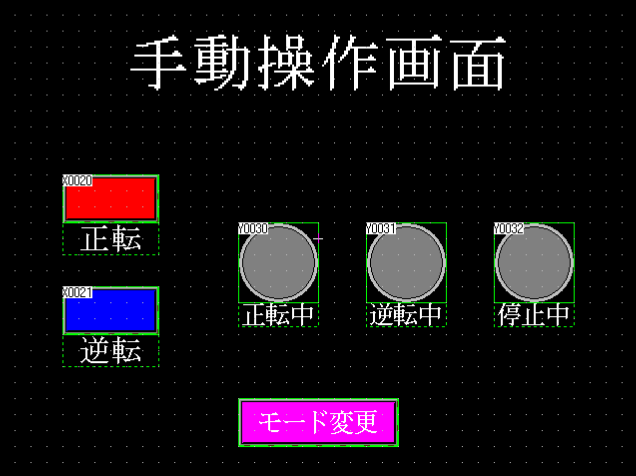 手動操作画面
X0020
正転
X0021
逆転
Y0030
正転中
Y0031
逆転中
Y0032
停止中
モード変更